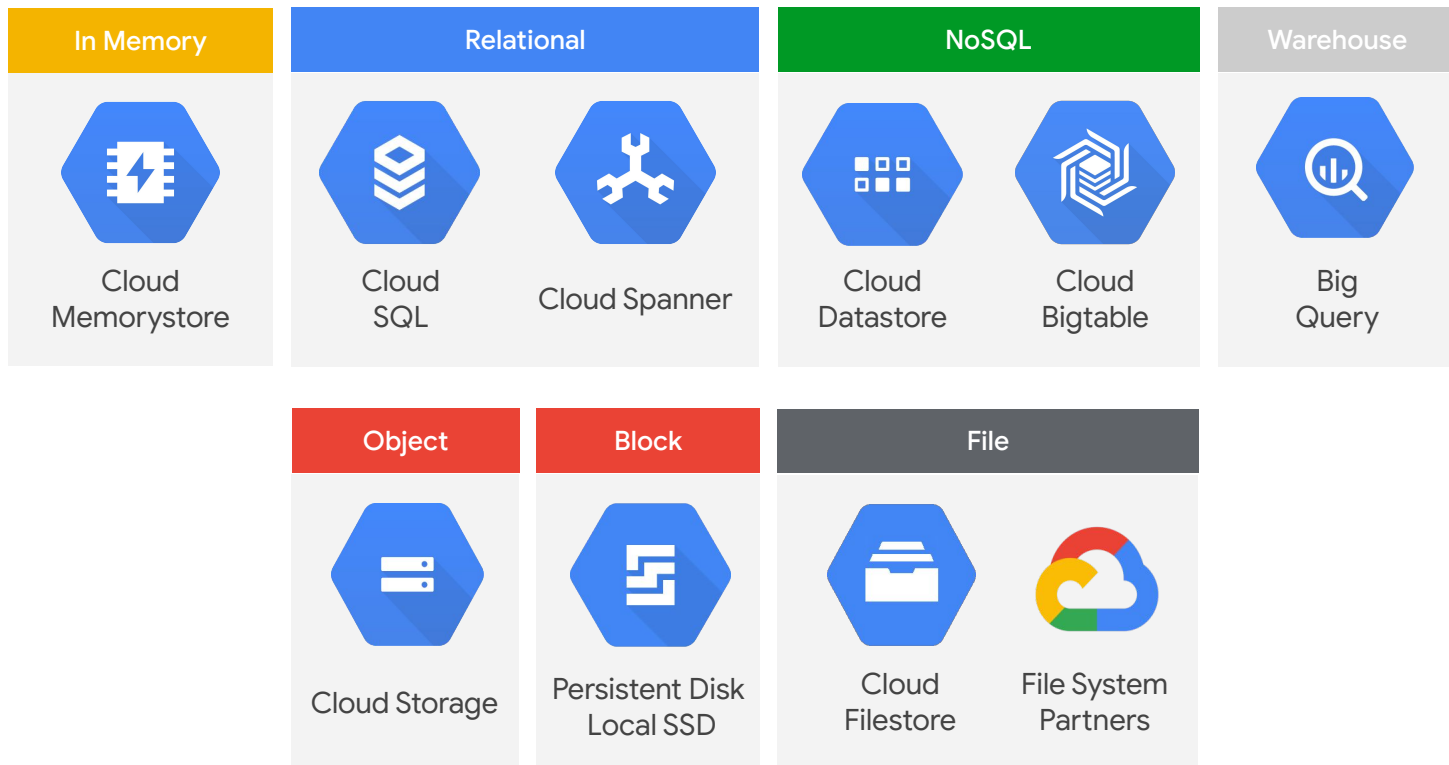 In Memory
Cloud
Memorystore
Relational
Cloud
SQL
Cloud Spanner
NoSQL
Cloud
Datastore
Cloud
Bigtable
Warehouse
Big
Query
Object
Cloud Storage
Block
Persistent Disk
Local SSD
File
Cloud
Filestore
File System
Partners